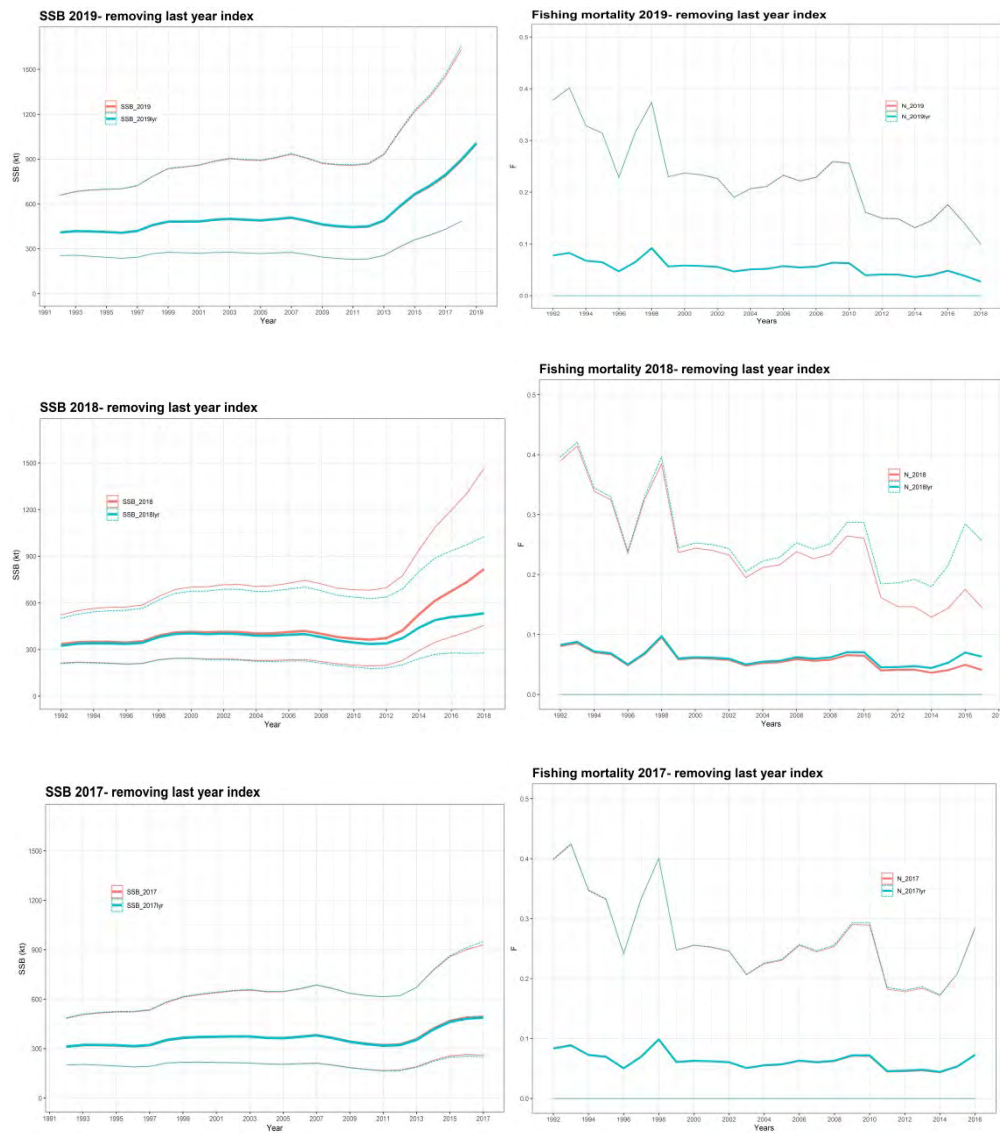 SSB 2019- removing last year index
1500
1200
900
600
300
0
SSB (kt)
SSB_2019
SSB_2019lyr
1991 1993 1995 1997 1999 2001 2003 2005 2007 2009 2011 2013 2015 2017 2019
Year
Fishing mortality 2019- removing last year index
0.5
0.4
0.3
0.2
0.1
0.0
F
N_2019
N_2019lyr
1992 1994 1996 1998 2000 2002 2004 2006 2008 2010 2012 2014 2016 2018
Years
SSB 2018- removing last year index
1500
1200
900
600
300
0
SSB (kt)
SSB_2018
SSB_2018lyr
1992 1994 1996 1998 2000 2002 2004 2006 2008 2010 2012 2014 2016 2018
Year
Fishing mortality 2018- removing last year index
0.5
0.4
0.3
0.2
0.1
0.0
F
N_2018
N_2018lyr
1992 1994 1996 1998 2000 2002 2004 2006 2008 2010 2012 2014 2016 2018
Years
SSB 2017- removing last year index
1500
1200
900
600
300
0
SSB (kt)
SSB_2017
SSB_2017lyr
1991 1993 1995 1997 1999 2001 2003 2005 2007 2009 2011 2013 2015 2017
Year
Fishing mortality 2017- removing last year index
0.5
0.4
0.3
0.2
0.1
0.0
F
N_2017
N_2017lyr
1992 1994 1996 1998 2000 2002 2004 2006 2008 2010 2012 2014 2016
Years